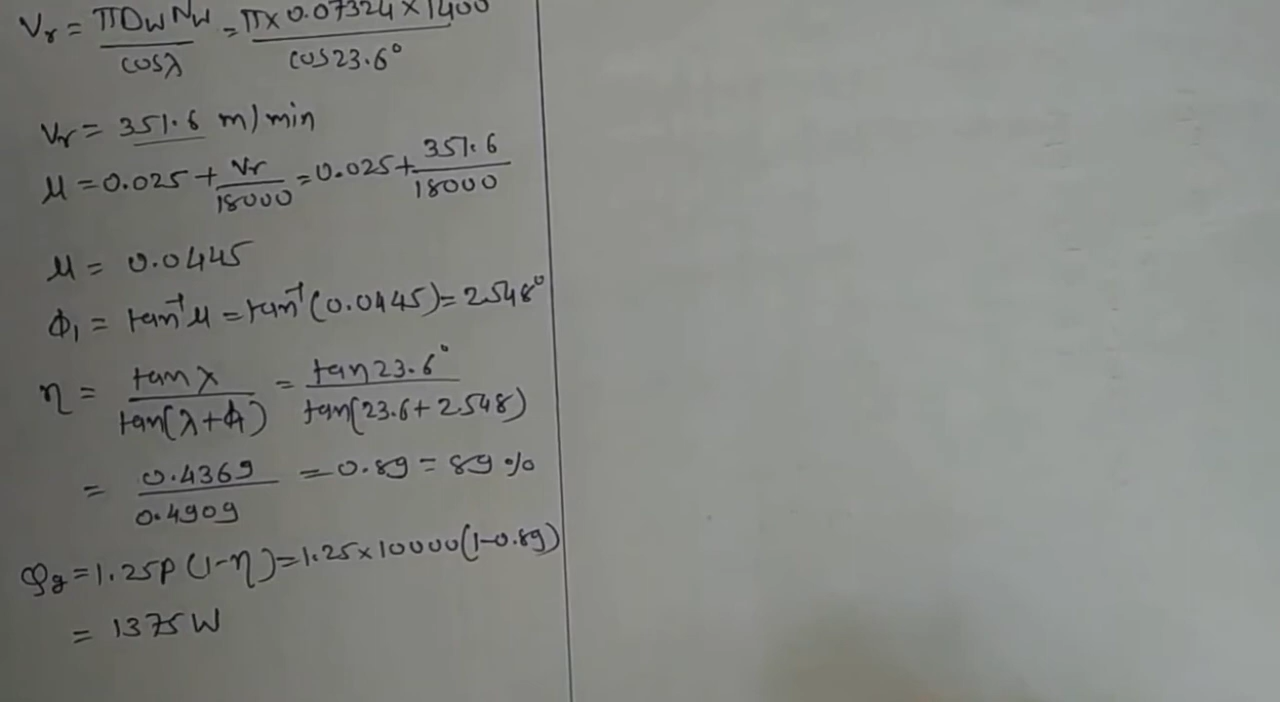 Vr = πDwNw/cosλ = π×0.07324×1400/cos23.6°
Vr = 351.6 m/min
μ = 0.025 + Vr/18000 = 0.025 + 351.6/18000
μ = 0.0445
ϕ₁ = tan⁻¹μ = tan⁻¹(0.0445) = 2.548°
η = tanλ/tan(λ+ϕ₁) = tan23.6°/tan(23.6+2.548)
= 0.4369/0.4909 = 0.89 = 89%
Qg = 1.25P(1-η) = 1.25×10000(1-0.89)
= 1375W